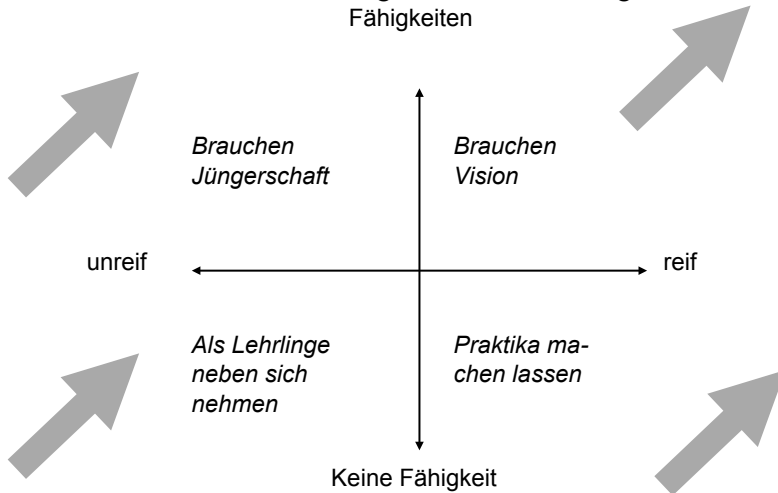 Fähigkeiten
Brauchen
Jüngerschaft
Brauchen
Vision
unreif
reif
Als Lehrlinge
neben sich
nehmen
Praktika ma-
chen lassen
Keine Fähigkeit